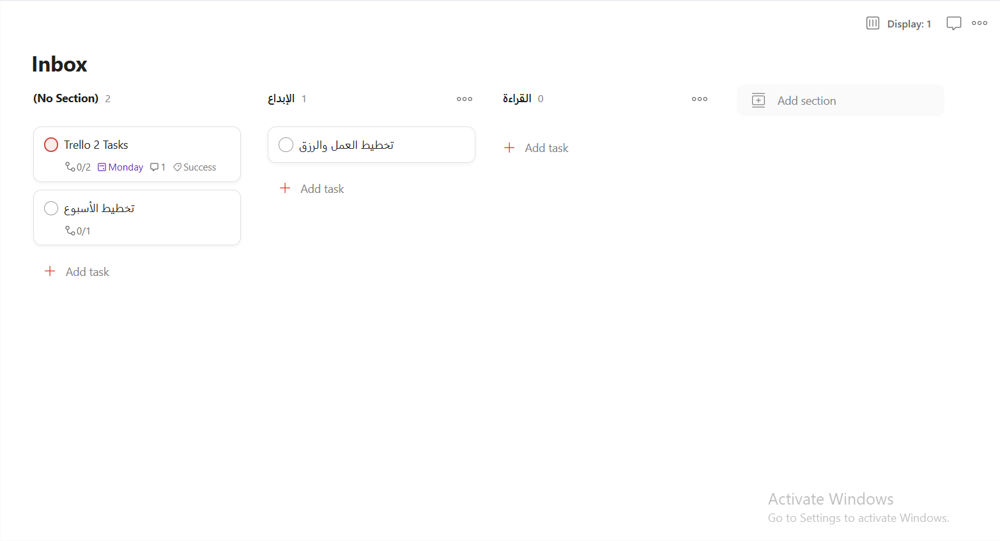 Display: 1
Inbox
(No Section) 2
Trello 2 Tasks
0/2 Monday 1 Success
تخطيط الأسبوع
0/1
Add task
الإبداع 1
تخطيط العمل والرزق
Add task
القراءة 0
Add task
Add section
Activate Windows
Go to Settings to activate Windows.